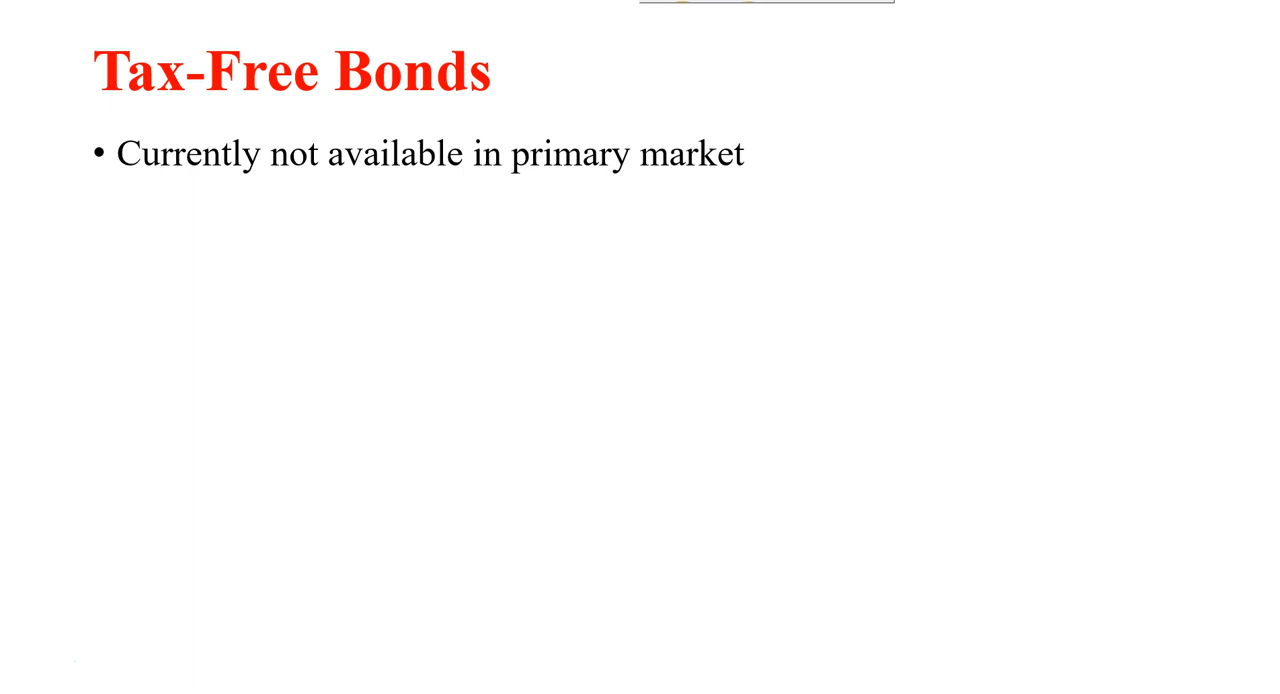 Tax-Free Bonds
• Currently not available in primary market